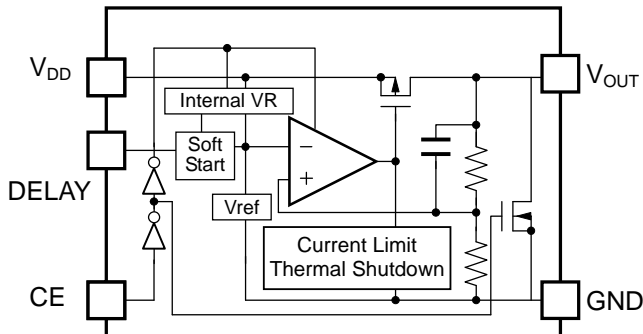 V_DD
V_OUT
Internal VR
Soft
Start
−
+
DELAY
Vref
Current Limit
Thermal Shutdown
CE
GND